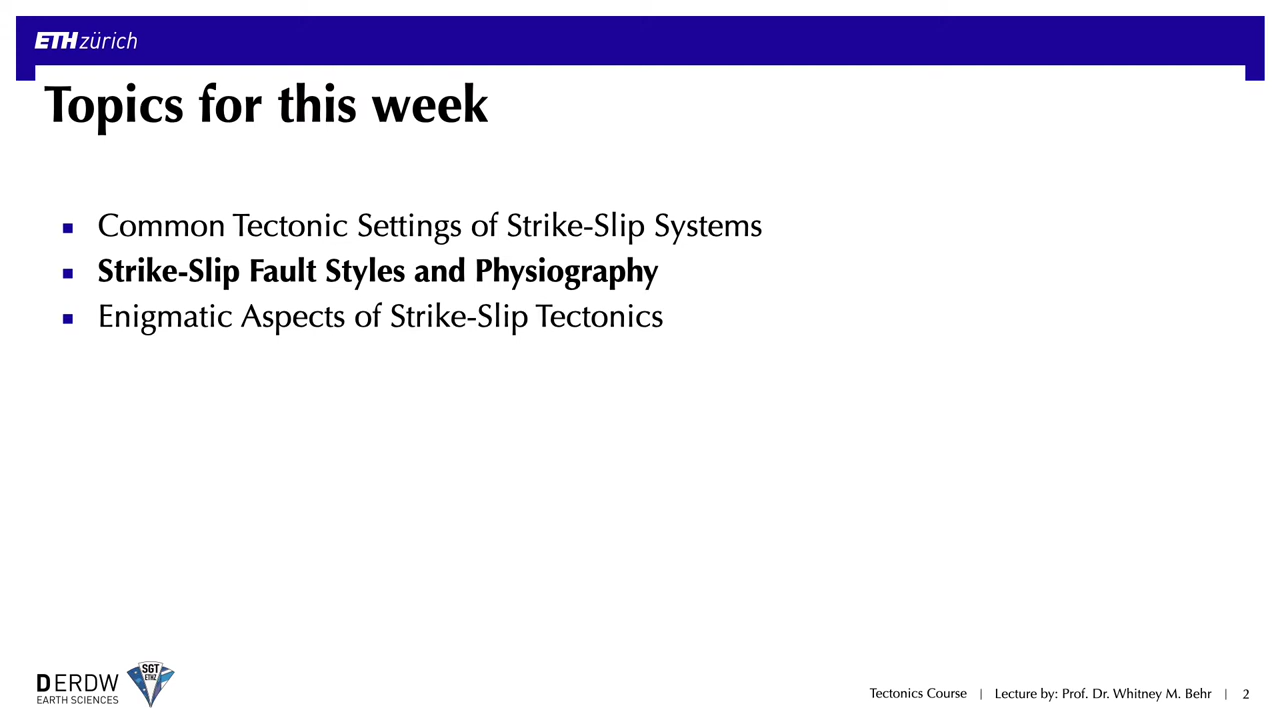 ETH zürich
Topics for this week
▪ Common Tectonic Settings of Strike-Slip Systems
▪ Strike-Slip Fault Styles and Physiography
▪ Enigmatic Aspects of Strike-Slip Tectonics
DERDW
EARTH SCIENCES
SGT
ETHZ
Tectonics Course | Lecture by: Prof. Dr. Whitney M. Behr | 2